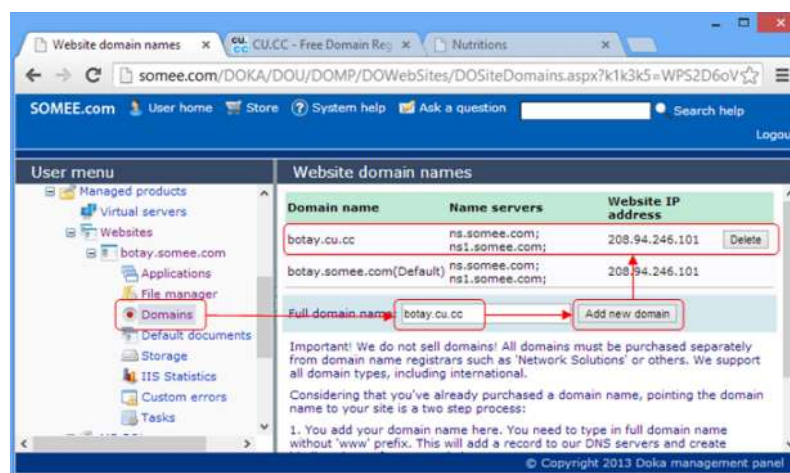 Website domain names
CU.CC - Free Domain Reg
Nutritions
somee.com/DOKA/DOU/DOMP/DOWebSites/DOSiteDomains.aspx?k1k3k5=WPS2D6oV
SOMEE.com User home Store System help Ask a question Search help
Logou
User menu
Managed products
Virtual servers
Websites
botay.somee.com
Applications
File manager
Domains
Default documents
Storage
IIS Statistics
Custom errors
Tasks
Website domain names
Domain name Name servers Website IP address
botay.cu.cc ns.somee.com; 208.94.246.101 Delete
ns1.somee.com;
botay.somee.com(Default) ns.somee.com; 208.94.246.101
ns1.somee.com;
Full domain name: botay.cu.cc Add new domain
Important! We do not sell domains! All domains must be purchased separately
from domain name registrars such as 'Network Solutions' or others. We support
all domain types, including international.
Considering that you've already purchased a domain name, pointing the domain
name to your site is a two step process:
1. You add your domain name here. You need to type in full domain name
without 'www' prefix. This will add a record to our DNS servers and create
© Copyright 2013 Doka management panel